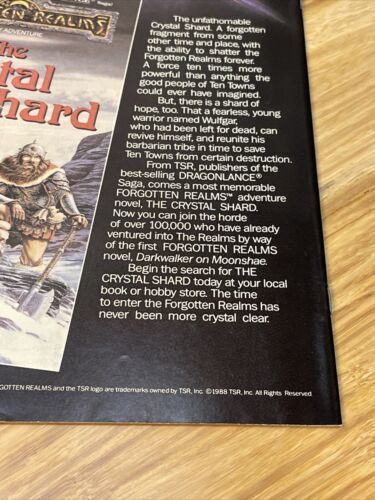 EN REALMS
ADVENTURE
the
tal
hard
The unfathomable
Crystal Shard. A forgotten
fragment from some
other time and place, with
the ability to shatter the
Forgotten Realms forever.
A force ten times more
powerful than anything the
good people of Ten Towns
could ever have imagined.
But, there is a shard of
hope, too. That a fearless, young
warrior named Wulfgar,
who had been left for dead, can
revive himself, and reunite his
barbarian tribe in time to save
Ten Towns from certain destruction.
From TSR, publishers of the
best-selling DRAGONLANCE®
Saga, comes a most memorable
FORGOTTEN REALMS™ adventure
novel, THE CRYSTAL SHARD.
Now you can join the horde
of over 100,000 who have already
ventured into The Realms by way
of the first FORGOTTEN REALMS
novel, Darkwalker on Moonshae.
Begin the search for THE
CRYSTAL SHARD today at your local
book or hobby store. The time
to enter the Forgotten Realms has
never been more crystal clear.
GOTTEN REALMS and the TSR logo are trademarks owned by TSR, Inc. ©1988 TSR, Inc. All Rights Reserved.